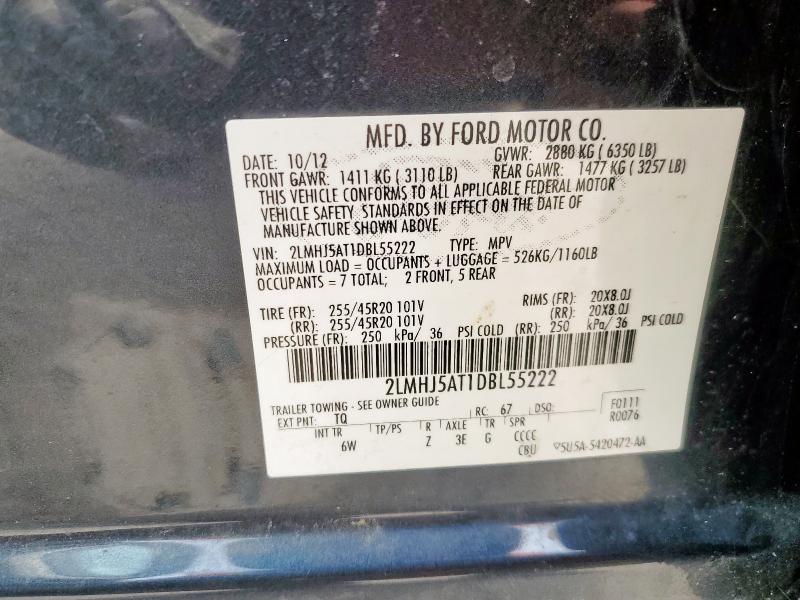 MFD. BY FORD MOTOR CO.
DATE: 10/12 GVWR: 2880 KG ( 6350 LB)
FRONT GAWR: 1411 KG ( 3110 LB) REAR GAWR: 1477 KG ( 3257 LB)
THIS VEHICLE CONFORMS TO ALL APPLICABLE FEDERAL MOTOR
VEHICLE SAFETY STANDARDS IN EFFECT ON THE DATE OF
MANUFACTURE SHOWN ABOVE.
VIN: 2LMHJ5AT1DBL55222 TYPE: MPV
MAXIMUM LOAD = OCCUPANTS + LUGGAGE = 526KG/1160LB
OCCUPANTS = 7 TOTAL; 2 FRONT, 5 REAR
TIRE (FR): 255/45R20 101V RIMS (FR): 20X8.0J
(RR): 255/45R20 101V (RR): 20X8.0J
PRESSURE (FR): 250 kPa/ 36 PSI COLD (RR): 250 kPa/ 36 PSI COLD
2LMHJ5AT1DBL55222
TRAILER TOWING - SEE OWNER GUIDE
EXT PNT: TQ RC: 67 DSO: F0111
R0076
INT TR TP/PS R AXLE TR SPR
6W Z 3E G CCCC
CBU 5U5A-5420472-AA